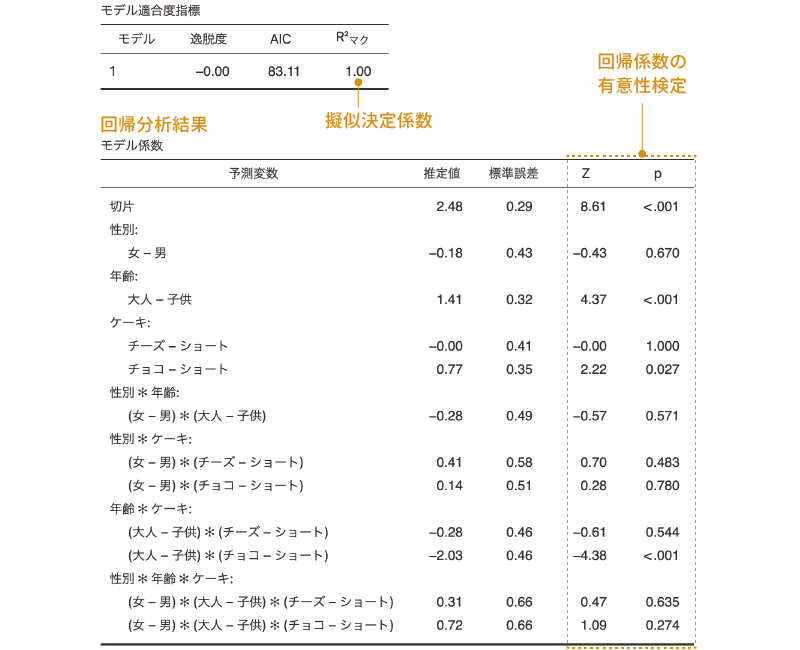 モデル適合度指標
モデル 逸脱度 AIC R²マク
1 −0.00 83.11 1.00
擬似決定係数
回帰係数の
有意性検定
回帰分析結果
モデル係数
予測変数 推定値 標準誤差 Z p
切片 2.48 0.29 8.61 <.001
性別:
女 − 男 −0.18 0.43 −0.43 0.670
年齢:
大人 − 子供 1.41 0.32 4.37 <.001
ケーキ:
チーズ − ショート −0.00 0.41 −0.00 1.000
チョコ − ショート 0.77 0.35 2.22 0.027
性別 ∗ 年齢:
(女 − 男) ∗ (大人 − 子供) −0.28 0.49 −0.57 0.571
性別 ∗ ケーキ:
(女 − 男) ∗ (チーズ − ショート) 0.41 0.58 0.70 0.483
(女 − 男) ∗ (チョコ − ショート) 0.14 0.51 0.28 0.780
年齢 ∗ ケーキ:
(大人 − 子供) ∗ (チーズ − ショート) −0.28 0.46 −0.61 0.544
(大人 − 子供) ∗ (チョコ − ショート) −2.03 0.46 −4.38 <.001
性別 ∗ 年齢 ∗ ケーキ:
(女 − 男) ∗ (大人 − 子供) ∗ (チーズ − ショート) 0.31 0.66 0.47 0.635
(女 − 男) ∗ (大人 − 子供) ∗ (チョコ − ショート) 0.72 0.66 1.09 0.274